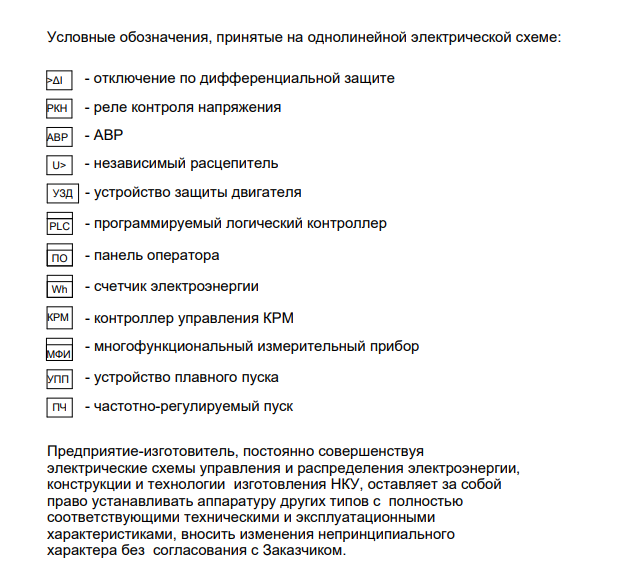 Условные обозначения, принятые на однолинейной электрической схеме:
>ΔI - отключение по дифференциальной защите
РКН - реле контроля напряжения
АВР - АВР
U> - независимый расцепитель
УЗД - устройство защиты двигателя
PLC - программируемый логический контроллер
ПО - панель оператора
Wh - счетчик электроэнергии
КРМ - контроллер управления КРМ
МФИ - многофункциональный измерительный прибор
УПП - устройство плавного пуска
ПЧ - частотно-регулируемый пуск
Предприятие-изготовитель, постоянно совершенствуя
электрические схемы управления и распределения электроэнергии,
конструкции и технологии изготовления НКУ, оставляет за собой
право устанавливать аппаратуру других типов с полностью
соответствующими техническими и эксплуатационными
характеристиками, вносить изменения непринципиального
характера без согласования с Заказчиком.